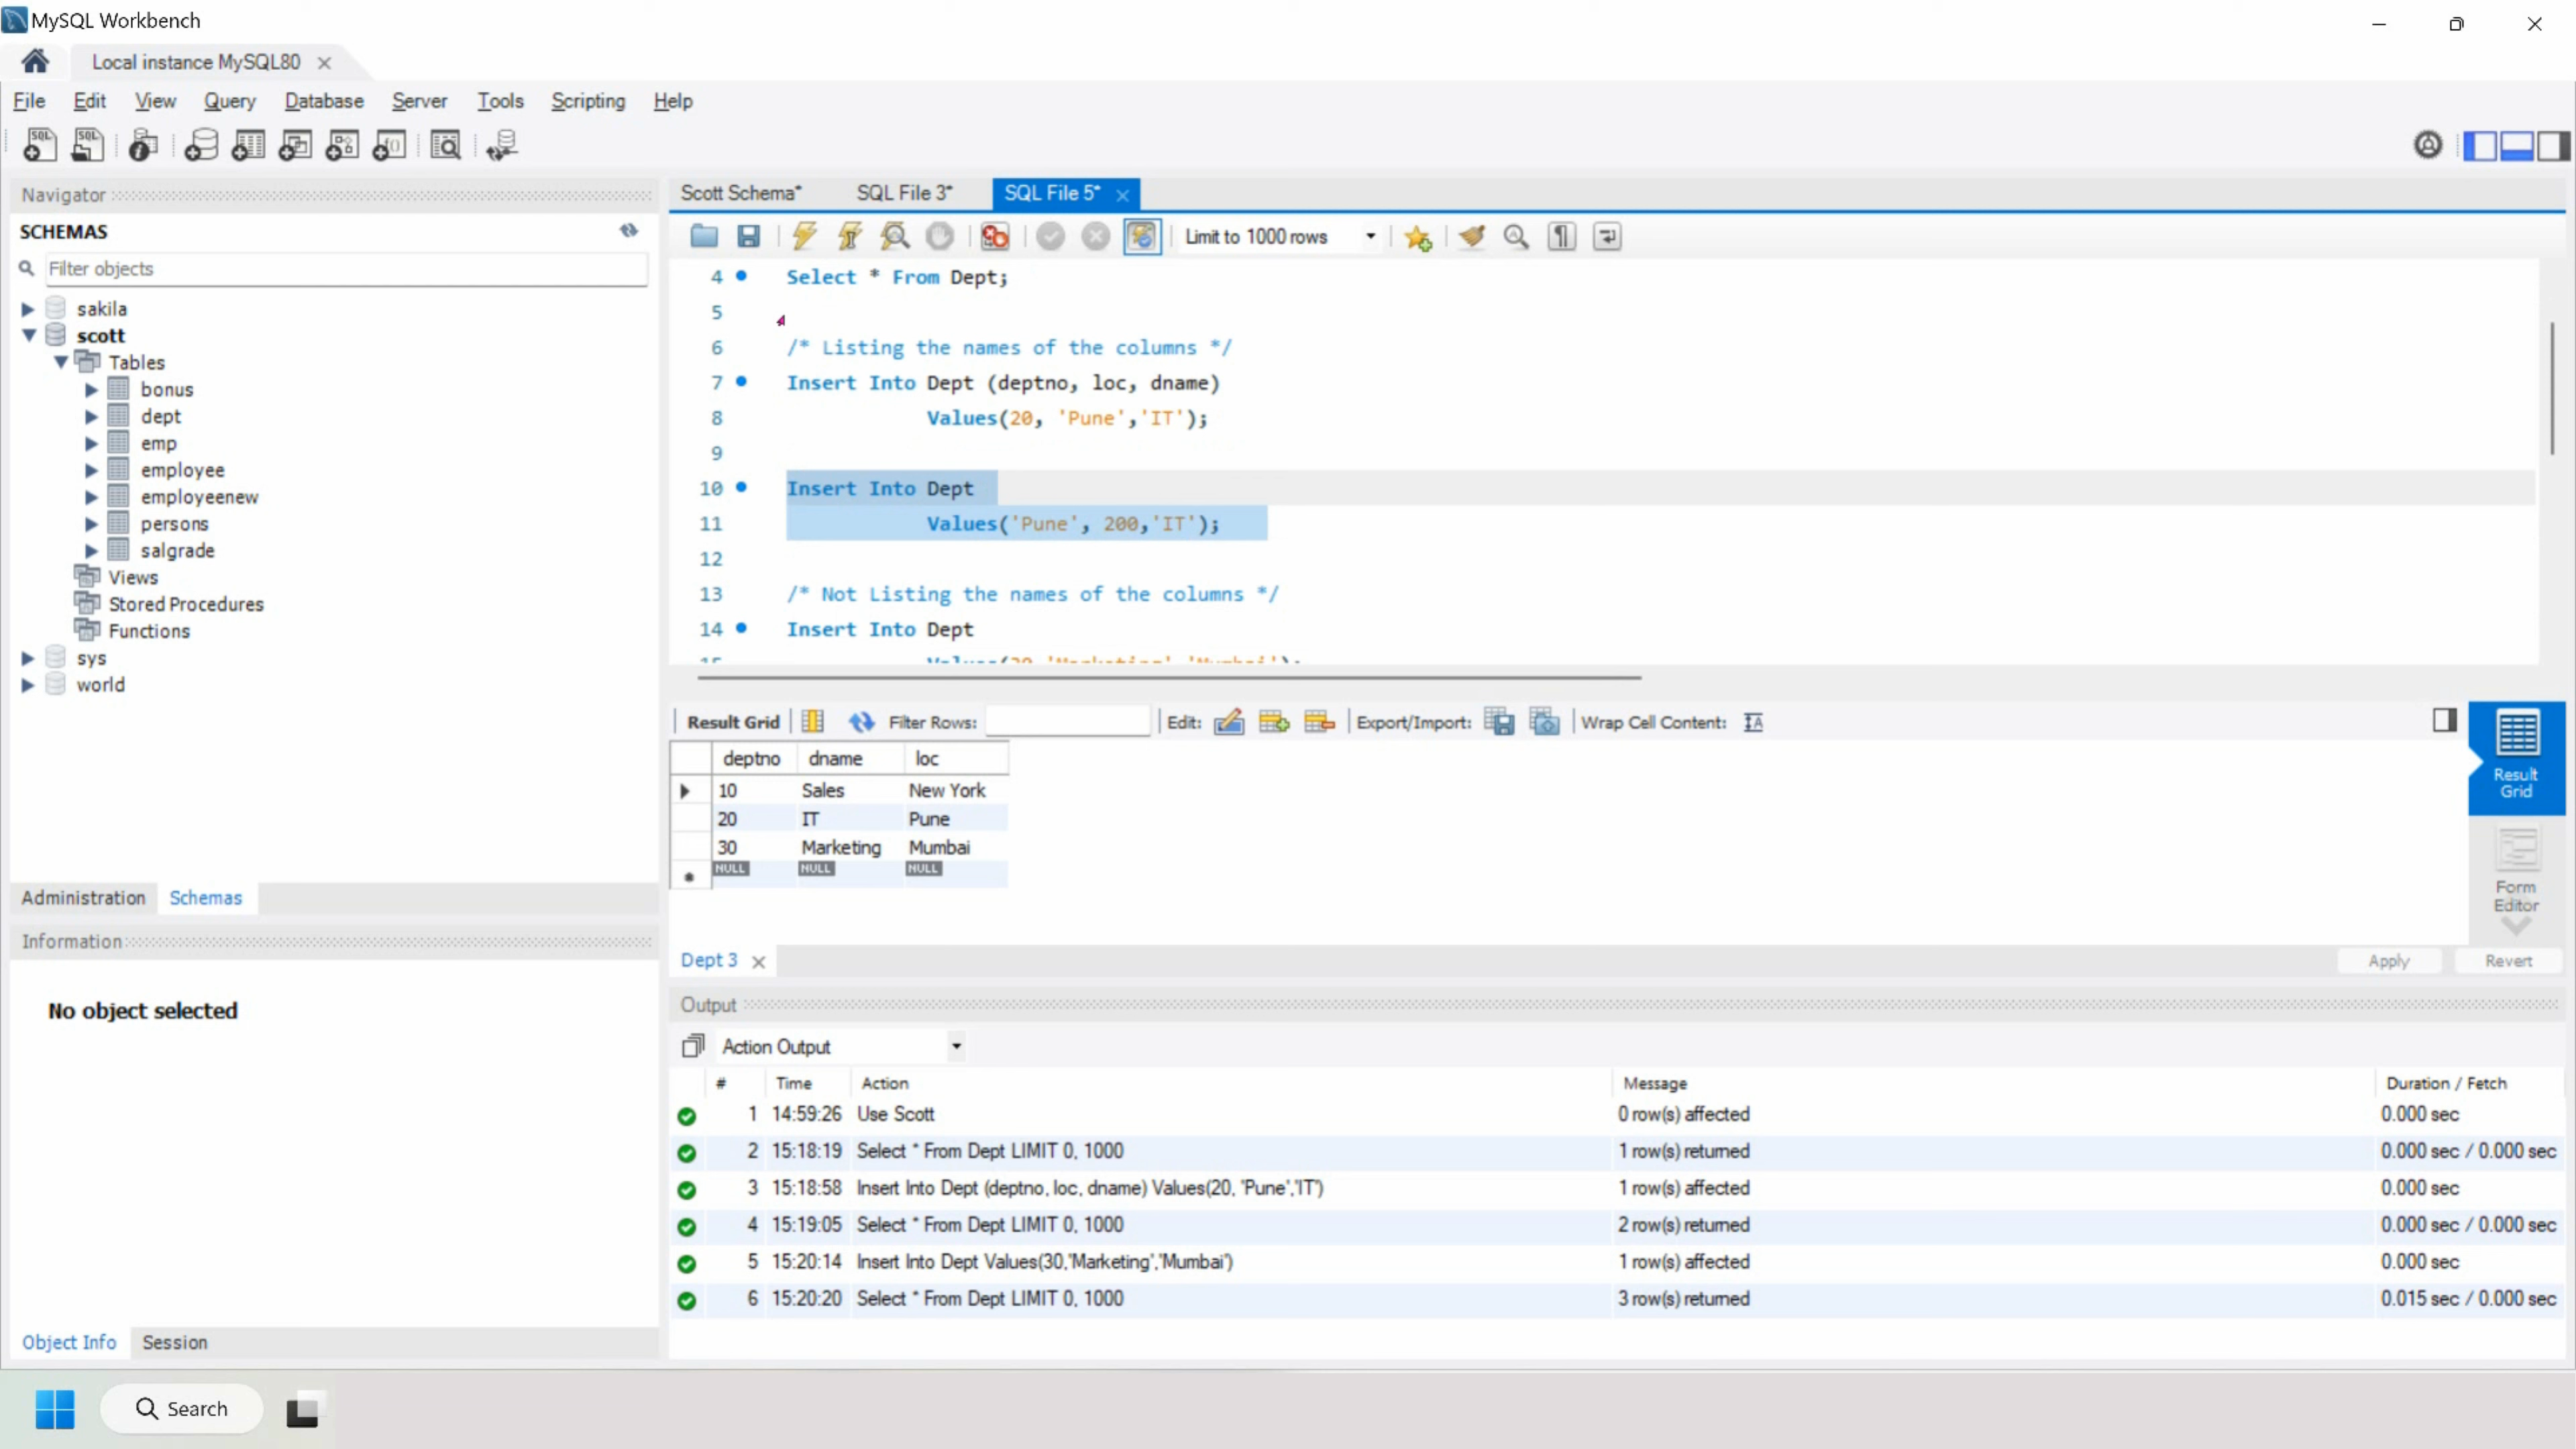 MySQL Workbench
Local instance MySQL80
File Edit View Query Database Server Tools Scripting Help
Navigator
SCHEMAS
Filter objects
sakila
scott
Tables
bonus
dept
emp
employee
employeenew
persons
salgrade
Views
Stored Procedures
Functions
sys
world
Administration Schemas
Information
No object selected
Object Info Session
Scott Schema* SQL File 3* SQL File 5*
Limit to 1000 rows
4 Select * From Dept;
5
6 /* Listing the names of the columns */
7 Insert Into Dept (deptno, loc, dname)
8 Values(20, 'Pune','IT');
9
10 Insert Into Dept
11 Values('Pune', 200,'IT');
12
13 /* Not Listing the names of the columns */
14 Insert Into Dept
Result Grid Filter Rows: Edit: Export/Import: Wrap Cell Content:
deptno dname loc
10 Sales New York
20 IT Pune
30 Marketing Mumbai
NULL NULL NULL
Result
Grid
Form
Editor
Dept 3
Apply Revert
Output
Action Output
# Time Action Message Duration / Fetch
1 14:59:26 Use Scott 0 row(s) affected 0.000 sec
2 15:18:19 Select * From Dept LIMIT 0, 1000 1 row(s) returned 0.000 sec / 0.000 sec
3 15:18:58 Insert Into Dept (deptno, loc, dname) Values(20, 'Pune','IT') 1 row(s) affected 0.000 sec
4 15:19:05 Select * From Dept LIMIT 0, 1000 2 row(s) returned 0.000 sec / 0.000 sec
5 15:20:14 Insert Into Dept Values(30,'Marketing','Mumbai') 1 row(s) affected 0.000 sec
6 15:20:20 Select * From Dept LIMIT 0, 1000 3 row(s) returned 0.015 sec / 0.000 sec
Search